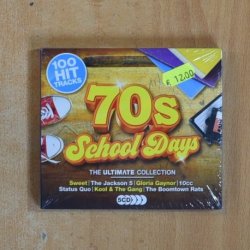 100
HIT
TRACKS
£ 12.00
70s
School Days
THE ULTIMATE COLLECTION
Sweet | The Jackson 5 | Gloria Gaynor | 10cc
Status Quo | Kool & The Gang | The Boomtown Rats
5CD